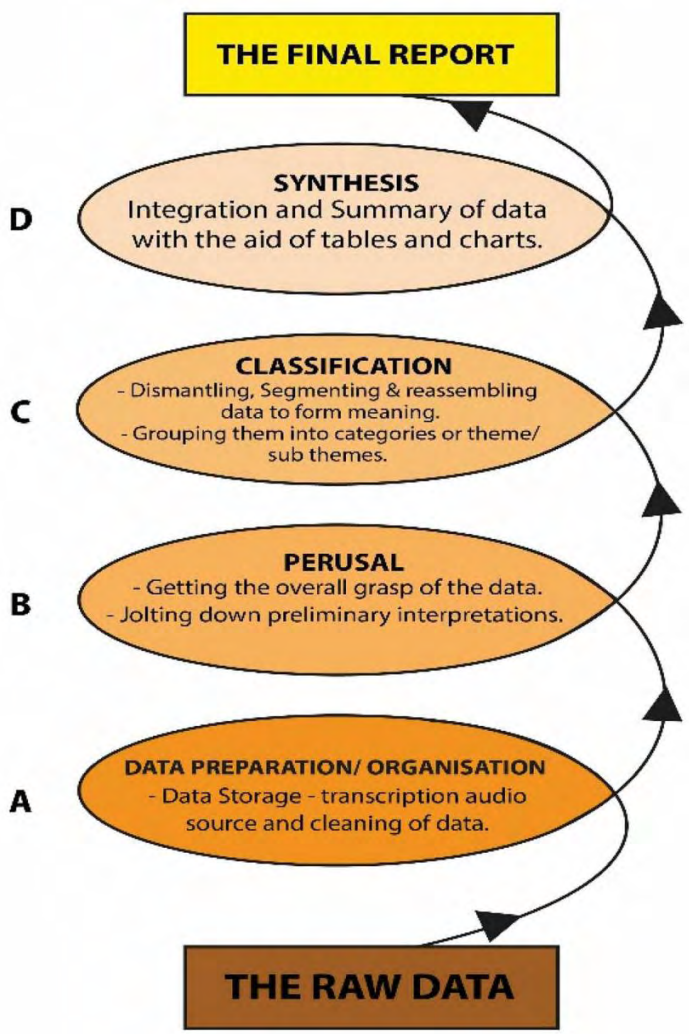 THE FINAL REPORT
D
SYNTHESIS
Integration and Summary of data
with the aid of tables and charts.
C
CLASSIFICATION
- Dismantling, Segmenting & reassembling
data to form meaning.
- Grouping them into categories or theme/
sub themes.
B
PERUSAL
- Getting the overall grasp of the data.
- Jolting down preliminary interpretations.
A
DATA PREPARATION/ ORGANISATION
- Data Storage - transcription audio
source and cleaning of data.
THE RAW DATA